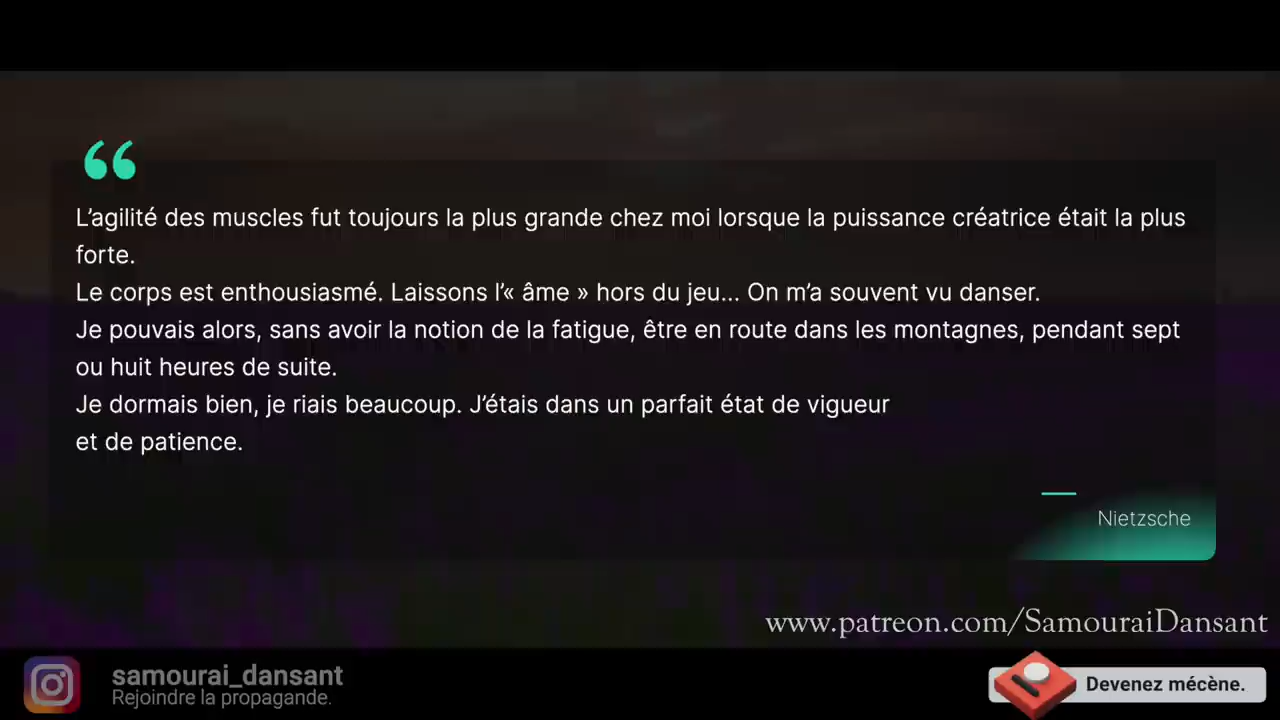 L’agilité des muscles fut toujours la plus grande chez moi lorsque la puissance créatrice était la plus
forte.
Le corps est enthousiasmé. Laissons l’« âme » hors du jeu... On m’a souvent vu danser.
Je pouvais alors, sans avoir la notion de la fatigue, être en route dans les montagnes, pendant sept
ou huit heures de suite.
Je dormais bien, je riais beaucoup. J’étais dans un parfait état de vigueur
et de patience.
Nietzsche
www.patreon.com/SamouraiDansant
samourai_dansant
Rejoindre la propagande.
Devenez mécène.